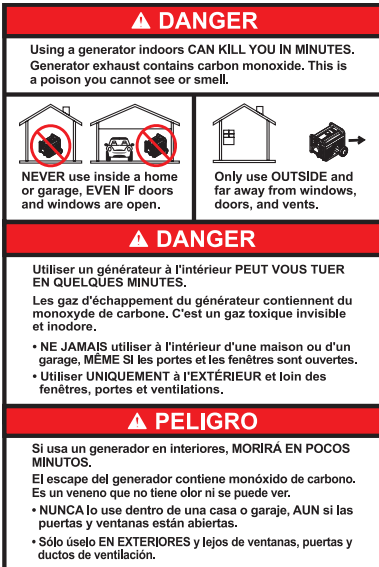 ⚠ DANGER
Using a generator indoors CAN KILL YOU IN MINUTES.
Generator exhaust contains carbon monoxide. This is
a poison you cannot see or smell.
NEVER use inside a home
or garage, EVEN IF doors
and windows are open.
Only use OUTSIDE and
far away from windows,
doors, and vents.
⚠ DANGER
Utiliser un générateur à l'intérieur PEUT VOUS TUER
EN QUELQUES MINUTES.
Les gaz d'échappement du générateur contiennent du
monoxyde de carbone. C'est un gaz toxique invisible
et inodore.
• NE JAMAIS utiliser à l'intérieur d'une maison ou d'un
garage, MÊME SI les portes et les fenêtres sont ouvertes.
• Utiliser UNIQUEMENT à l'EXTÉRIEUR et loin des
fenêtres, portes et ventilations.
⚠ PELIGRO
Si usa un generador en interiores, MORIRÁ EN POCOS
MINUTOS.
El escape del generador contiene monóxido de carbono.
Es un veneno que no tiene olor ni se puede ver.
• NUNCA lo use dentro de una casa o garaje, AUN si las
puertas y ventanas están abiertas.
• Sólo úselo EN EXTERIORES y lejos de ventanas, puertas y
ductos de ventilación.